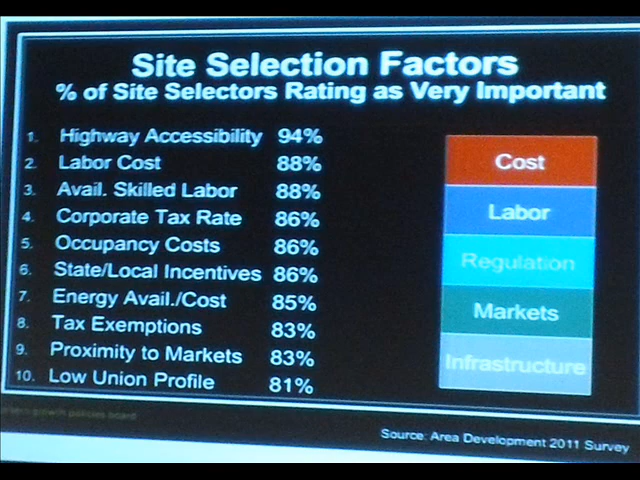 Site Selection Factors
% of Site Selectors Rating as Very Important
1. Highway Accessibility 94%
2. Labor Cost 88%
3. Avail. Skilled Labor 88%
4. Corporate Tax Rate 86%
5. Occupancy Costs 86%
6. State/Local Incentives 86%
7. Energy Avail./Cost 85%
8. Tax Exemptions 83%
9. Proximity to Markets 83%
10. Low Union Profile 81%
Cost
Labor
Regulation
Markets
Infrastructure
growth policies board
Source: Area Development 2011 Survey